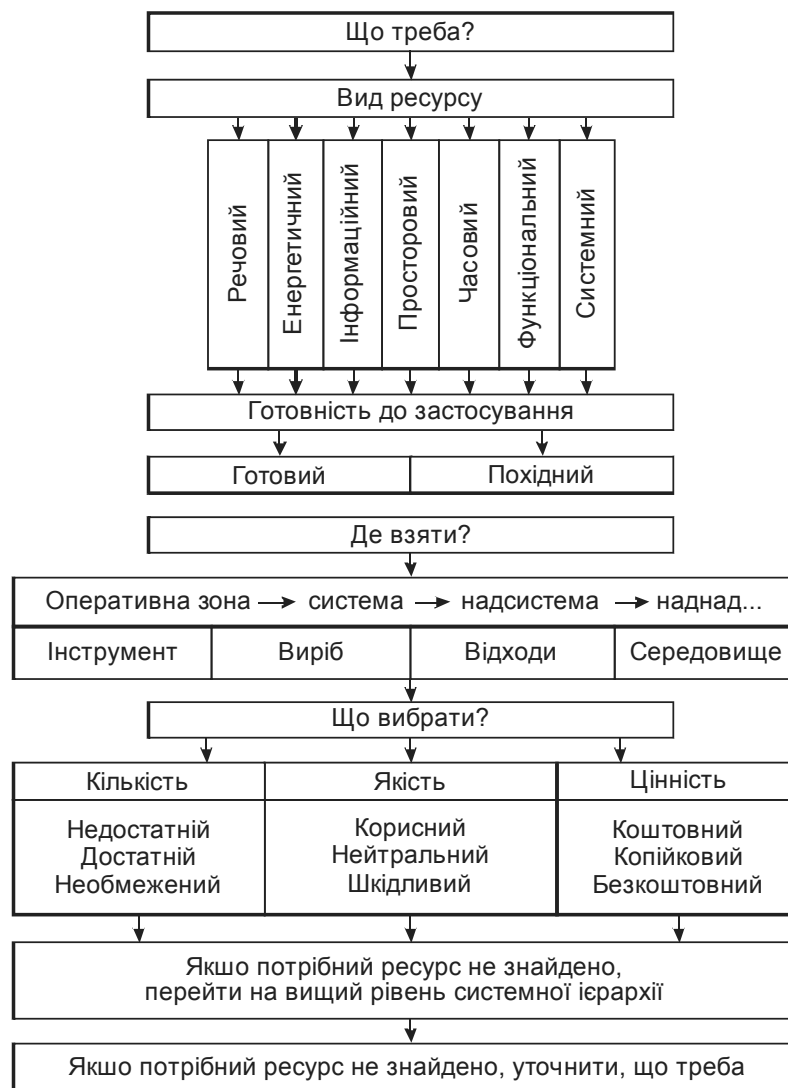 Що треба?
Вид ресурсу
Речовий
Енергетичний
Інформаційний
Просторовий
Часовий
Функціональний
Системний
Готовність до застосування
Готовий Похідний
Де взяти?
Оперативна зона система надсистема наднад...
Інструмент Виріб Відходи Середовище
Що вибрати?
Кількість Якість Цінність
Недостатній Корисний Коштовний
Достатній Нейтральний Копійковий
Необмежений Шкідливий Безкоштовний
Якшо потрібний ресурс не знайдено,
перейти на вищий рівень системної ієрархії
Якшо потрібний ресурс не знайдено, уточнити, що треба